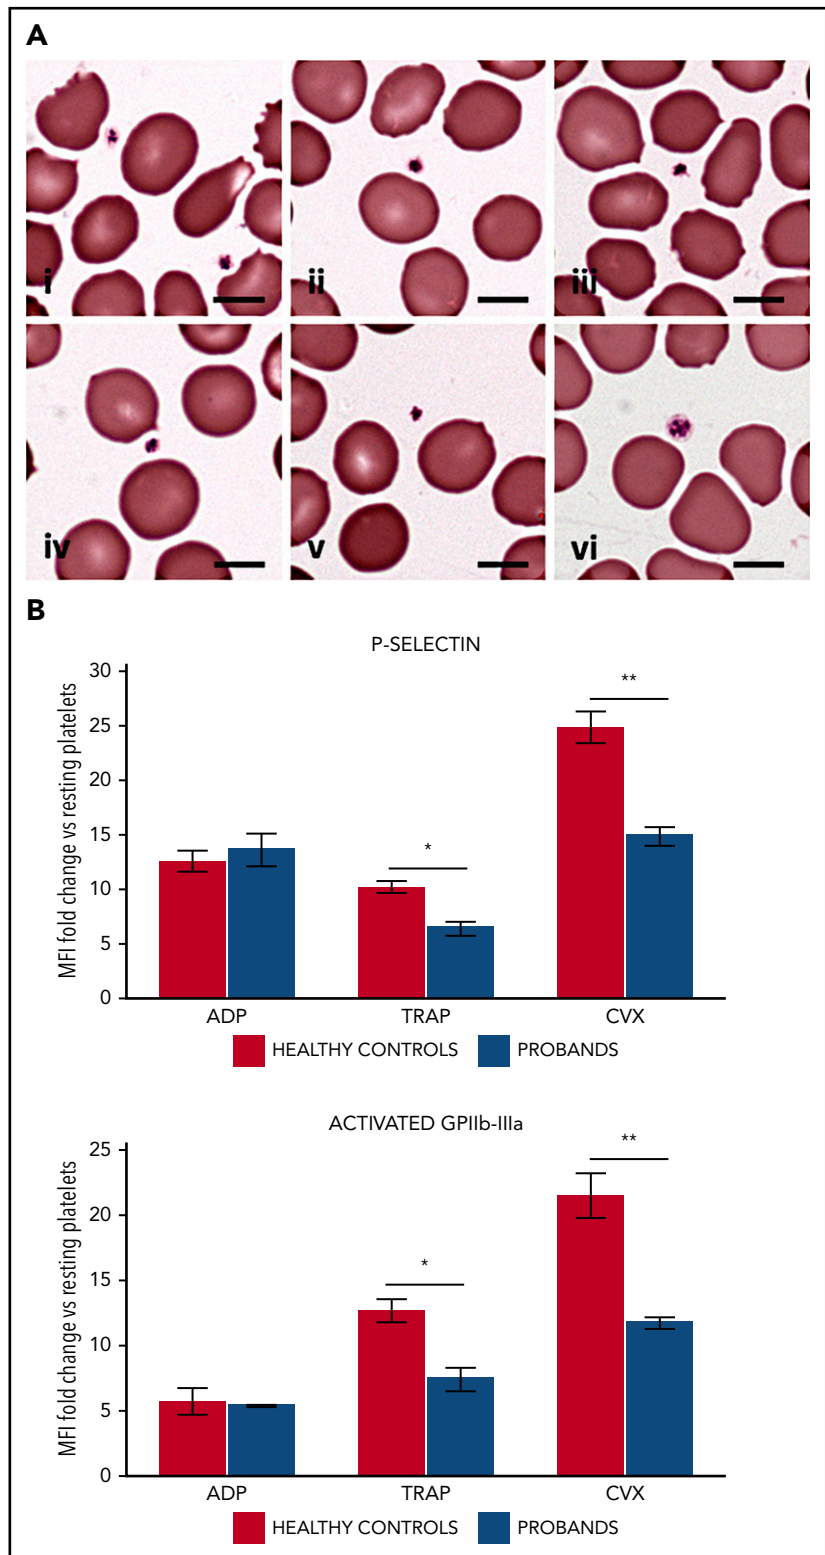 A
i
ii
iii
iv
v
vi
B
P-SELECTIN
MFI fold change vs resting platelets
30
25
20
15
10
5
0
*
**
ADP TRAP CVX
HEALTHY CONTROLS PROBANDS
ACTIVATED GPIIb-IIIa
MFI fold change vs resting platelets
25
20
15
10
5
0
*
**
ADP TRAP CVX
HEALTHY CONTROLS PROBANDS